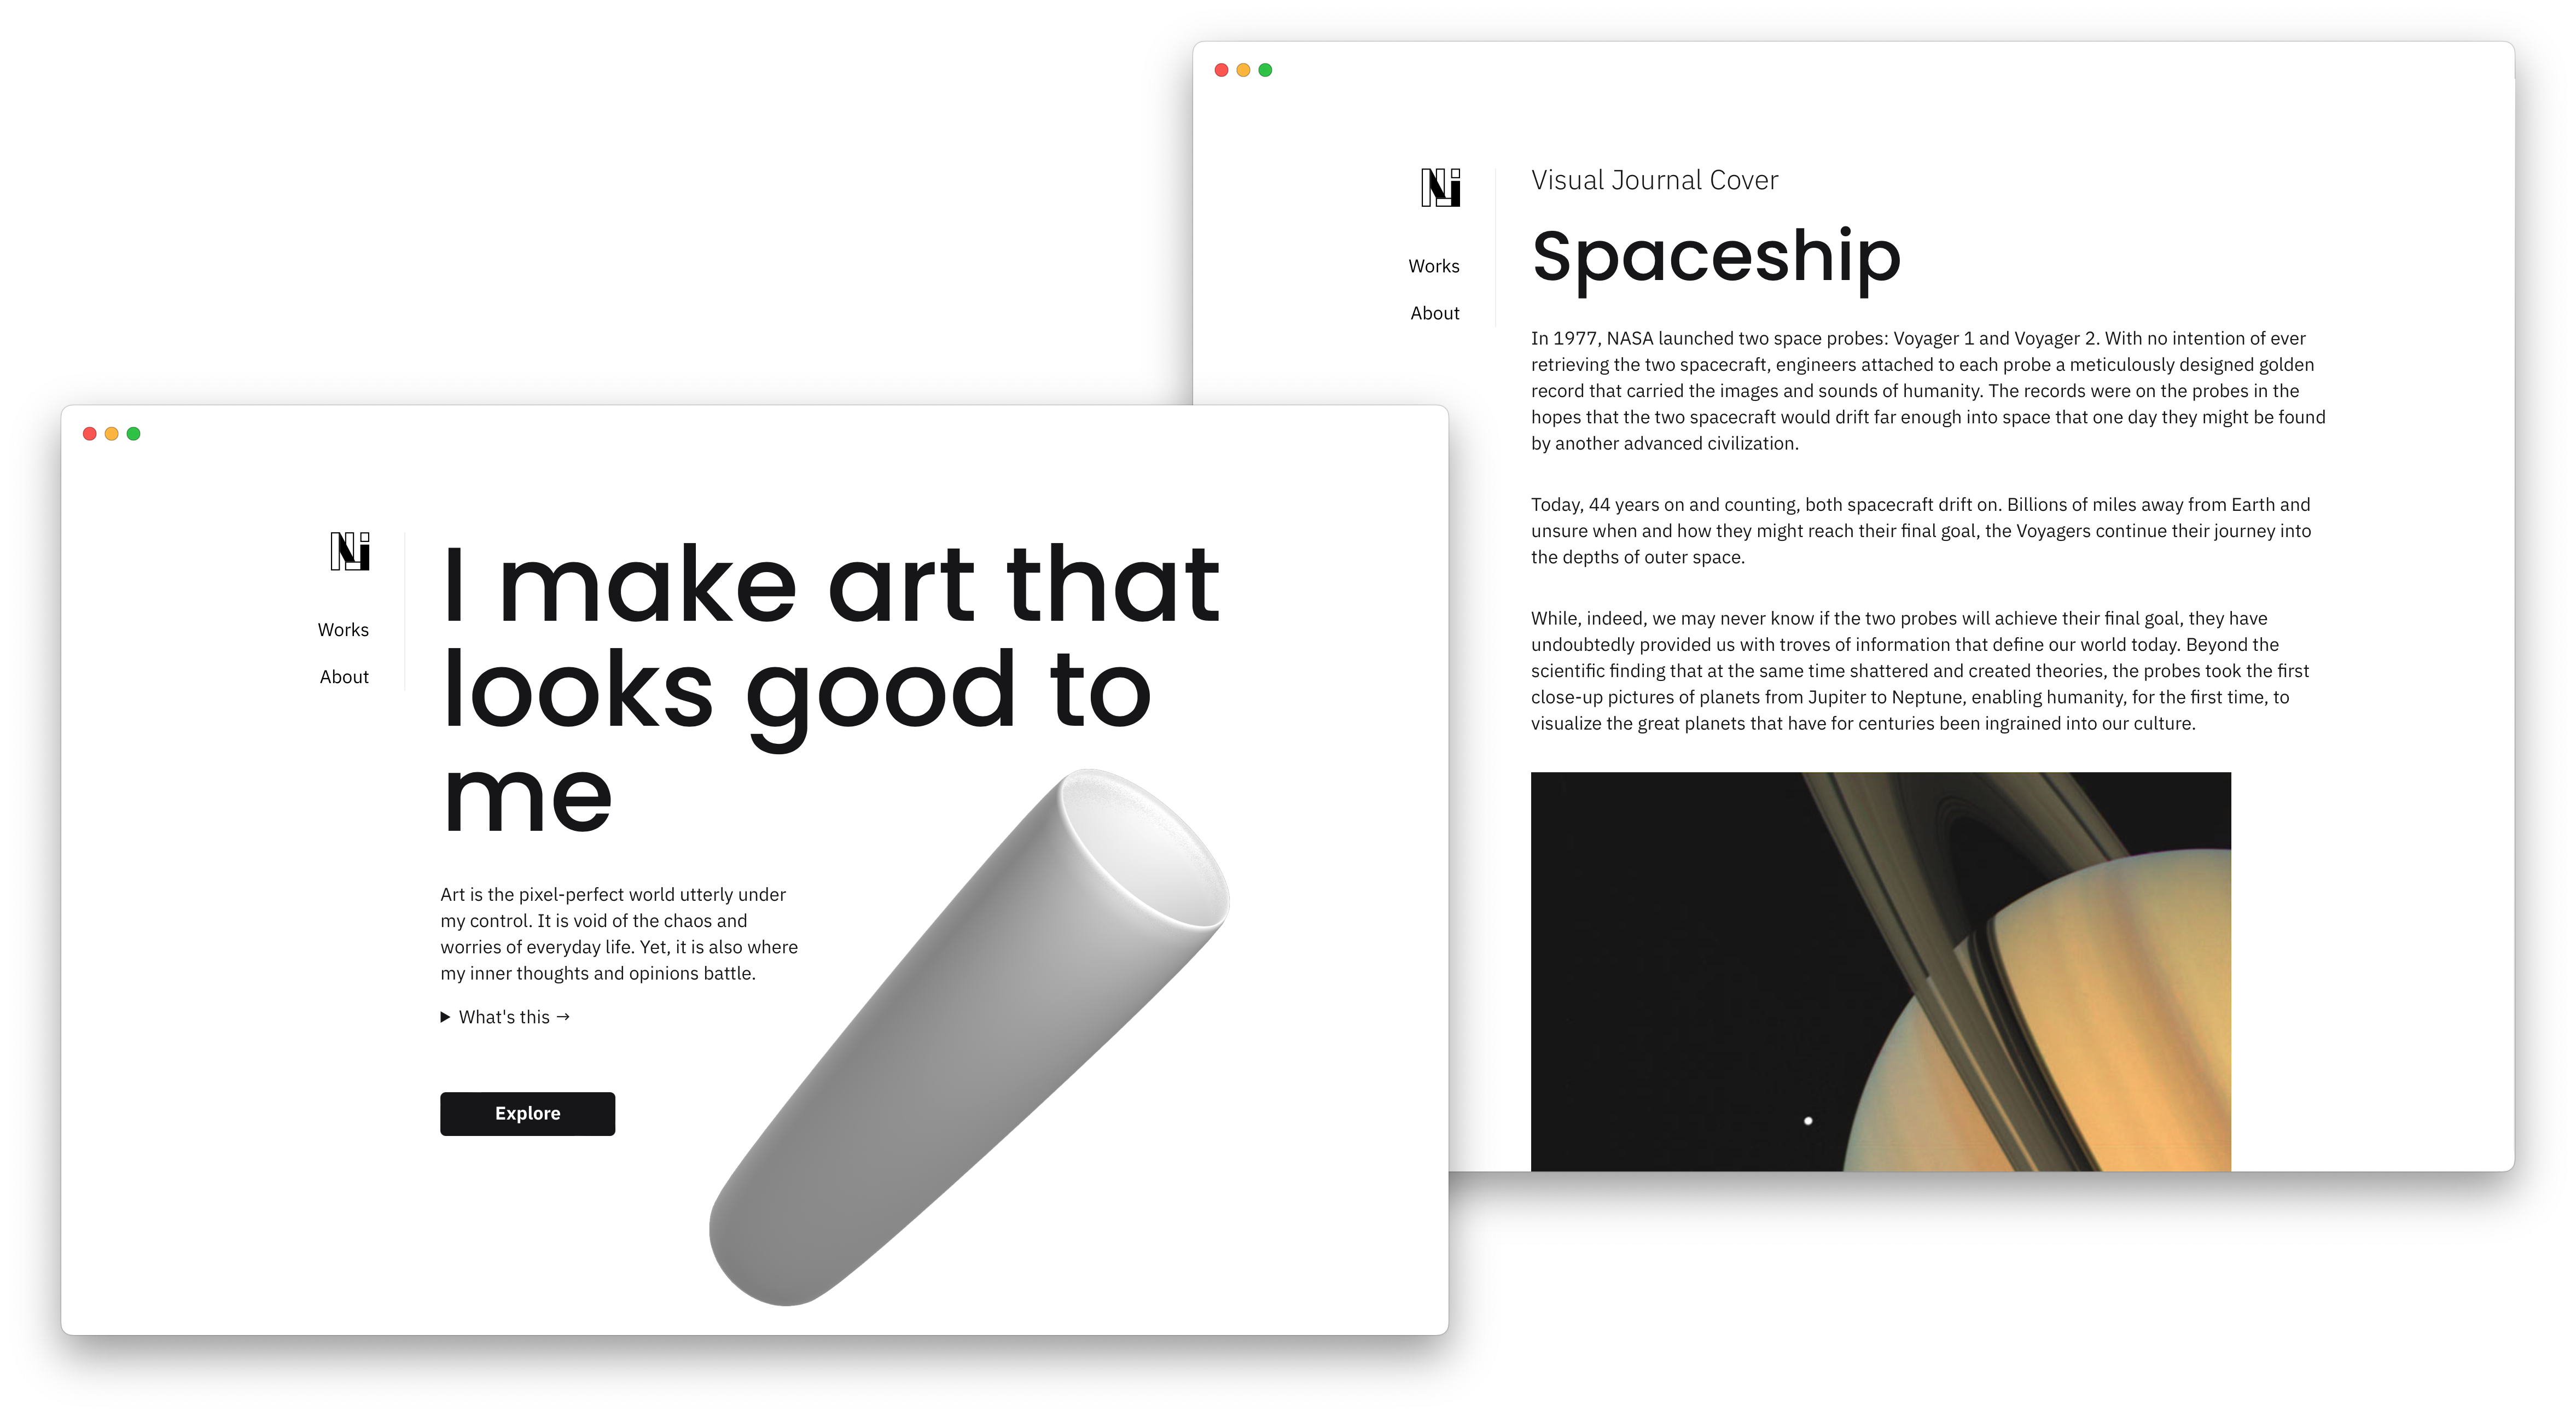 Ni
Works
About
I make art that
looks good to
me
Art is the pixel-perfect world utterly under
my control. It is void of the chaos and
worries of everyday life. Yet, it is also where
my inner thoughts and opinions battle.
▶ What's this →
Explore
Ni
Works
About
Visual Journal Cover
Spaceship
In 1977, NASA launched two space probes: Voyager 1 and Voyager 2. With no intention of ever
retrieving the two spacecraft, engineers attached to each probe a meticulously designed golden
record that carried the images and sounds of humanity. The records were on the probes in the
hopes that the two spacecraft would drift far enough into space that one day they might be found
by another advanced civilization.
Today, 44 years on and counting, both spacecraft drift on. Billions of miles away from Earth and
unsure when and how they might reach their final goal, the Voyagers continue their journey into
the depths of outer space.
While, indeed, we may never know if the two probes will achieve their final goal, they have
undoubtedly provided us with troves of information that define our world today. Beyond the
scientific finding that at the same time shattered and created theories, the probes took the first
close-up pictures of planets from Jupiter to Neptune, enabling humanity, for the first time, to
visualize the great planets that have for centuries been ingrained into our culture.